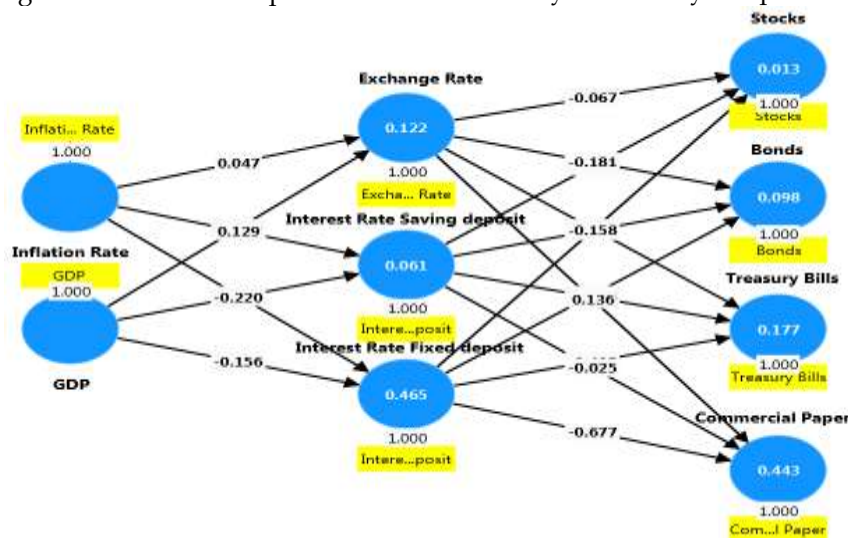 Stocks
0.013
1.000
Stocks
Exchange Rate
0.122
1.000
Excha... Rate
Inflati... Rate
1.000
Inflation Rate
GDP
1.000
GDP
0.047
0.129
-0.220
-0.156
Interest Rate Saving deposit
0.061
1.000
Intere...posit
Interest Rate Fixed deposit
0.465
1.000
Intere...posit
-0.067
-0.181
-0.158
0.136
-0.025
-0.677
Bonds
0.098
1.000
Bonds
Treasury Bills
0.177
1.000
Treasury Bills
Commercial Paper
0.443
1.000
Com...l Paper